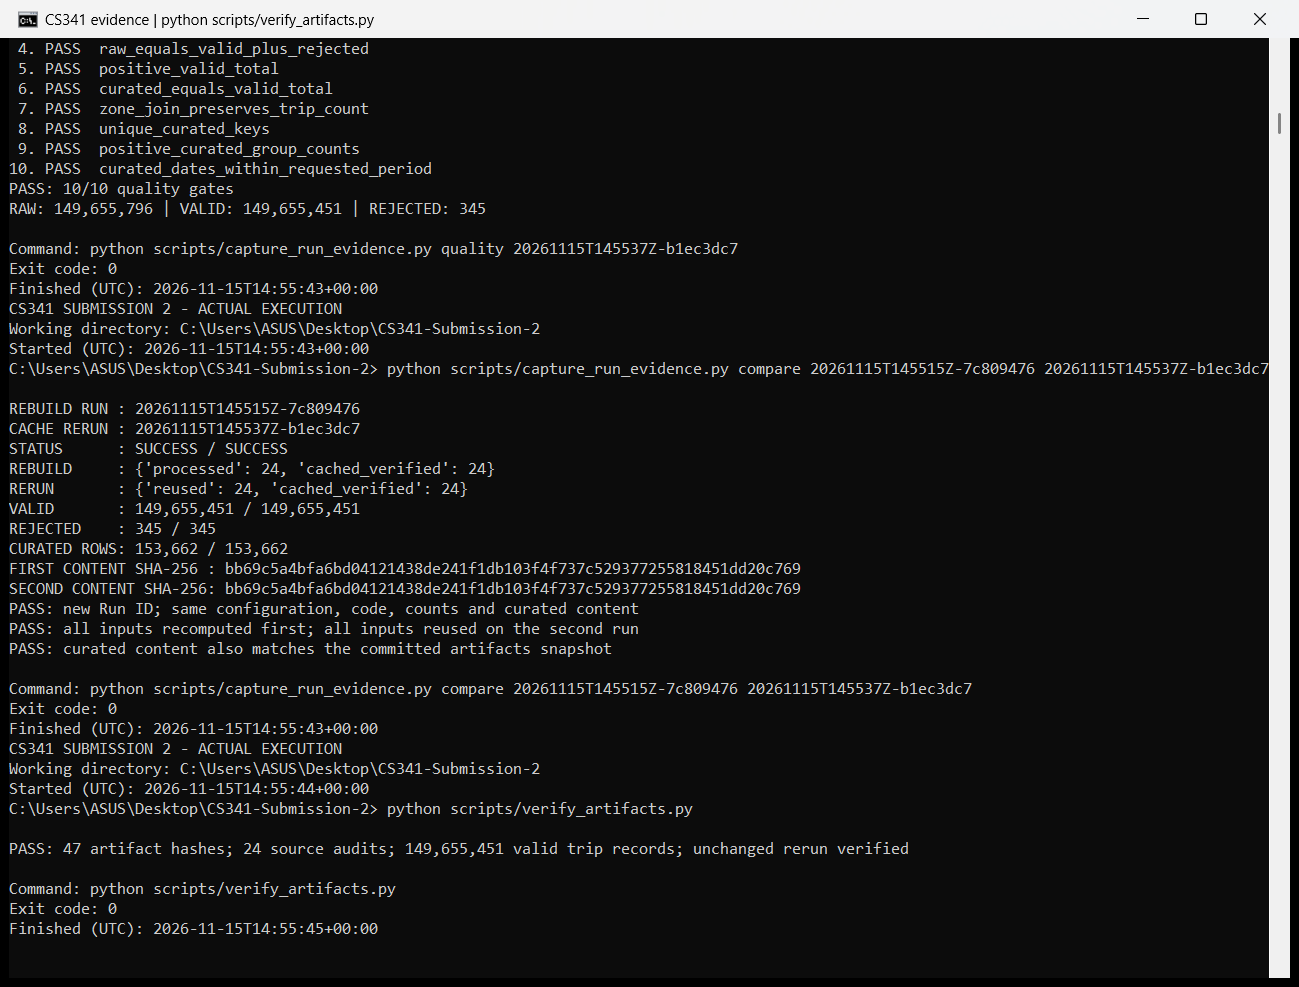 CS341 evidence | python scripts/verify_artifacts.py
4. PASS  raw_equals_valid_plus_rejected
5. PASS  positive_valid_total
6. PASS  curated_equals_valid_total
7. PASS  zone_join_preserves_trip_count
8. PASS  unique_curated_keys
9. PASS  positive_curated_group_counts
10. PASS  curated_dates_within_requested_period
PASS: 10/10 quality gates
RAW: 149,655,796 | VALID: 149,655,451 | REJECTED: 345
Command: python scripts/capture_run_evidence.py quality 20261115T145537Z-b1ec3dc7
Exit code: 0
Finished (UTC): 2026-11-15T14:55:43+00:00
CS341 SUBMISSION 2 - ACTUAL EXECUTION
Working directory: C:\Users\ASUS\Desktop\CS341-Submission-2
Started (UTC): 2026-11-15T14:55:43+00:00
C:\Users\ASUS\Desktop\CS341-Submission-2> python scripts/capture_run_evidence.py compare 20261115T145515Z-7c809476 20261115T145537Z-b1ec3dc7
REBUILD RUN : 20261115T145515Z-7c809476
CACHE RERUN : 20261115T145537Z-b1ec3dc7
STATUS      : SUCCESS / SUCCESS
REBUILD     : {'processed': 24, 'cached_verified': 24}
RERUN       : {'reused': 24, 'cached_verified': 24}
VALID       : 149,655,451 / 149,655,451
REJECTED    : 345 / 345
CURATED ROWS: 153,662 / 153,662
FIRST CONTENT SHA-256 : bb69c5a4bfa6bd04121438de241f1db103f4f737c529377255818451dd20c769
SECOND CONTENT SHA-256: bb69c5a4bfa6bd04121438de241f1db103f4f737c529377255818451dd20c769
PASS: new Run ID; same configuration, code, counts and curated content
PASS: all inputs recomputed first; all inputs reused on the second run
PASS: curated content also matches the committed artifacts snapshot
Command: python scripts/capture_run_evidence.py compare 20261115T145515Z-7c809476 20261115T145537Z-b1ec3dc7
Exit code: 0
Finished (UTC): 2026-11-15T14:55:43+00:00
CS341 SUBMISSION 2 - ACTUAL EXECUTION
Working directory: C:\Users\ASUS\Desktop\CS341-Submission-2
Started (UTC): 2026-11-15T14:55:44+00:00
C:\Users\ASUS\Desktop\CS341-Submission-2> python scripts/verify_artifacts.py
PASS: 47 artifact hashes; 24 source audits; 149,655,451 valid trip records; unchanged rerun verified
Command: python scripts/verify_artifacts.py
Exit code: 0
Finished (UTC): 2026-11-15T14:55:45+00:00